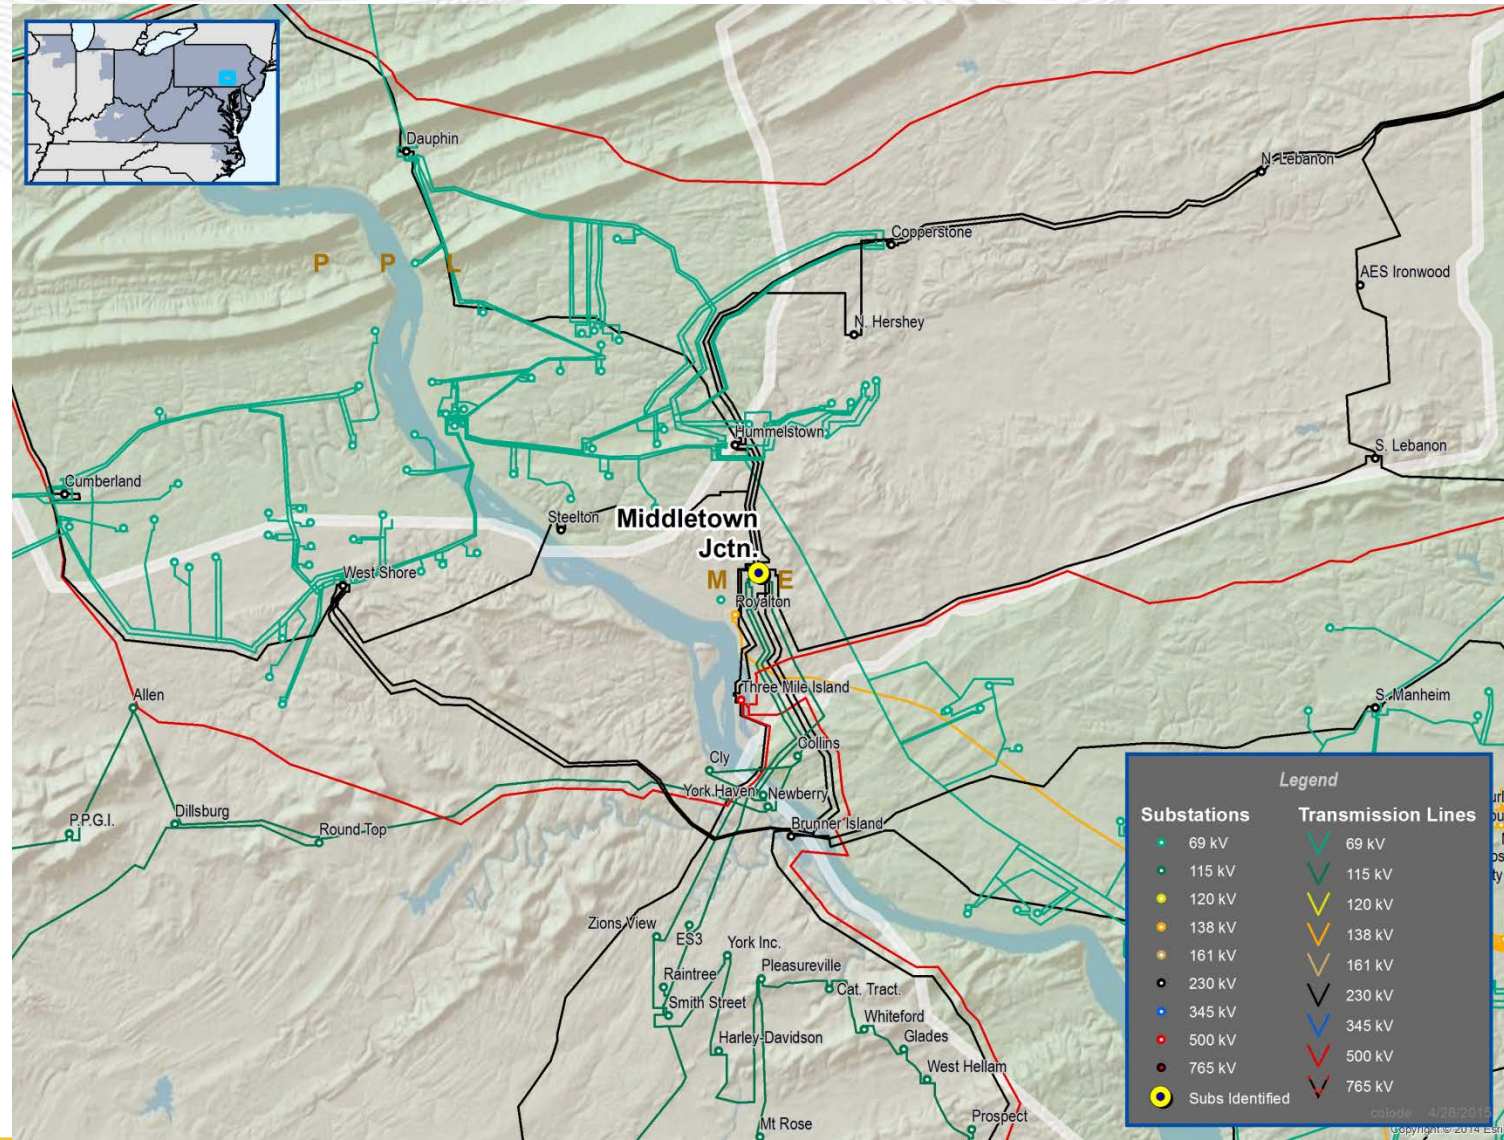 Dauphin
N. Lebanon
Copperstone
P P L
AES Ironwood
N. Hershey
Hummelstown
S. Lebanon
Cumberland
Steelton
Middletown
Jctn.
West Shore
M E
Royalton
Three Mile Island
Allen
S. Manheim
Collins
Cly
York Haven
Newberry
P.P.G.I.
Dillsburg
Round Top
Brunner Island
Zions View
ES3
York Inc.
Raintree
Pleasureville
Cat. Tract.
Smith Street
Whiteford
Harley-Davidson
Glades
West Hellam
Mt Rose
Prospect
Legend
Substations
69 kV
115 kV
120 kV
138 kV
161 kV
230 kV
345 kV
500 kV
765 kV
Subs Identified
Transmission Lines
69 kV
115 kV
120 kV
138 kV
161 kV
230 kV
345 kV
500 kV
765 kV
colode 4/28/2015
Copyright:© 2014 Esri